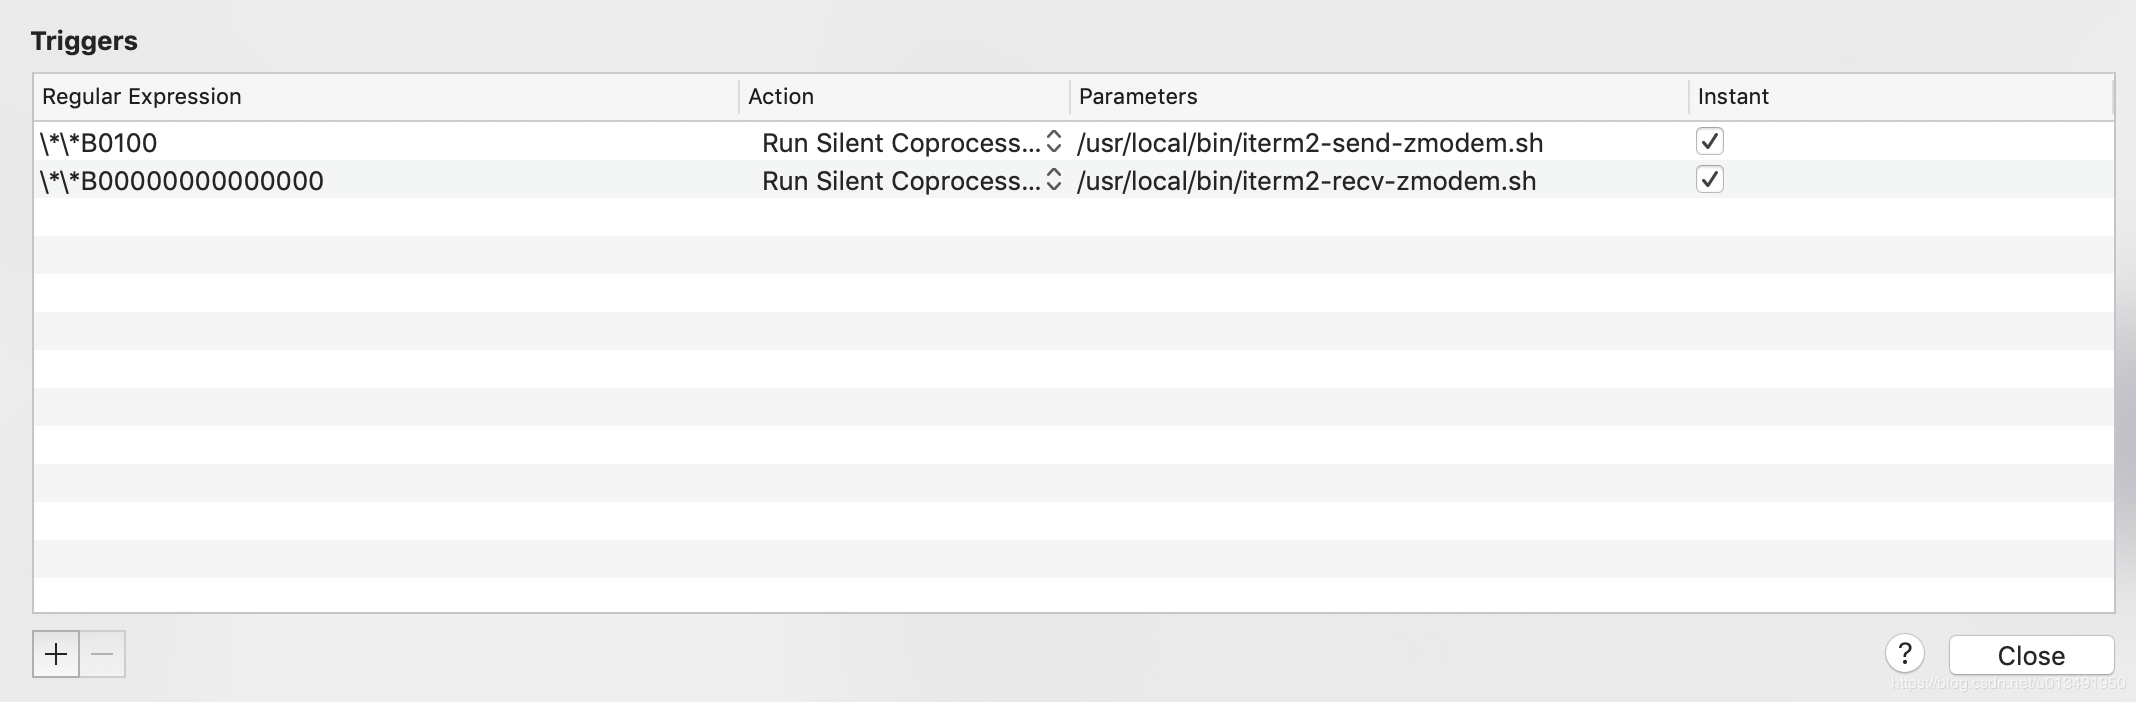 Triggers
Regular Expression Action Parameters Instant
\*\*B0100 Run Silent Coprocess... /usr/local/bin/iterm2-send-zmodem.sh
\*\*B00000000000000 Run Silent Coprocess... /usr/local/bin/iterm2-recv-zmodem.sh
? Close
https://blog.csdn.net/u013491950